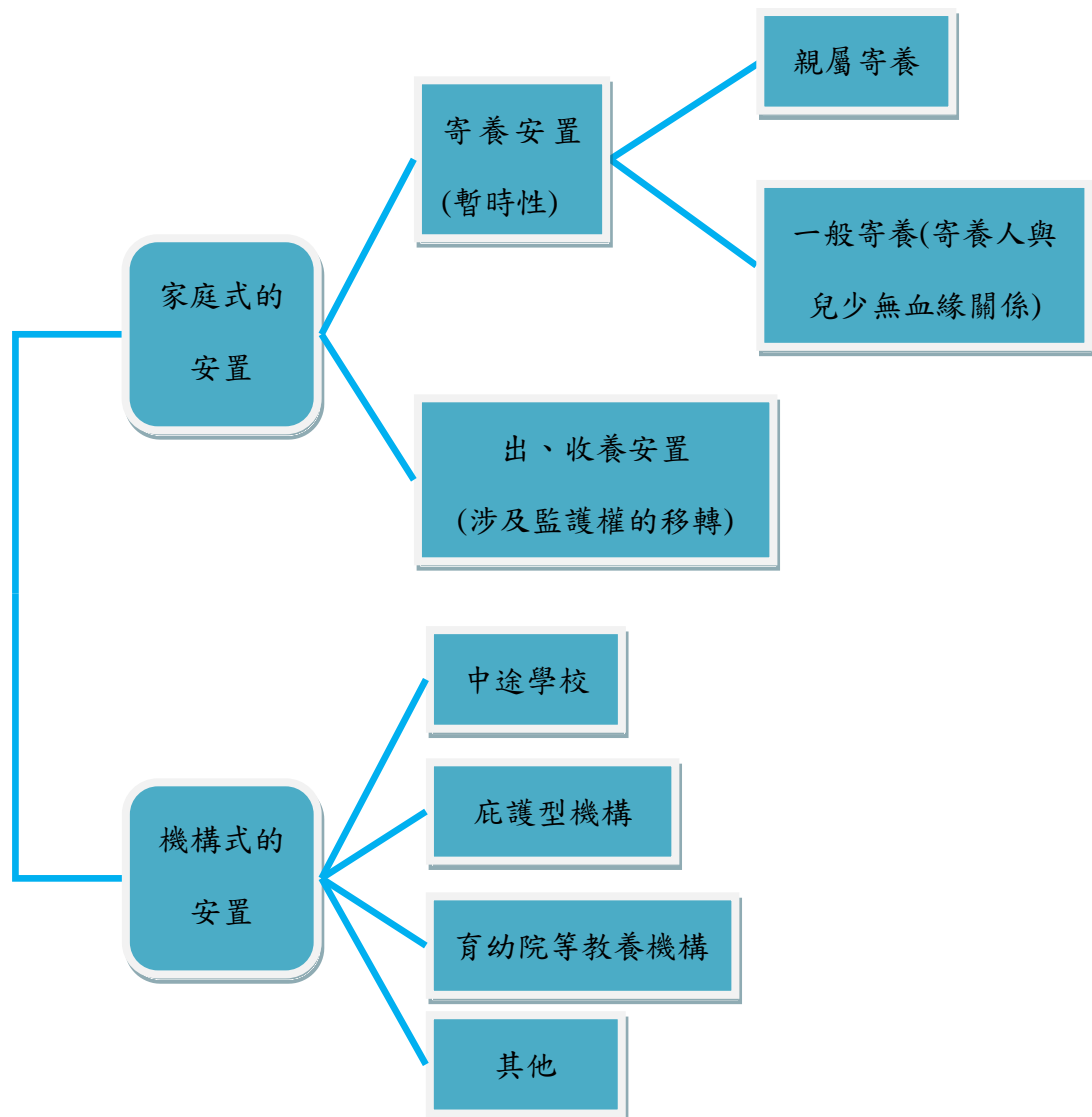 親屬寄養
寄養安置
(暫時性)
一般寄養(寄養人與
兒少無血緣關係)
家庭式的
安置
出、收養安置
(涉及監護權的移轉)
中途學校
庇護型機構
機構式的
安置
育幼院等教養機構
其他